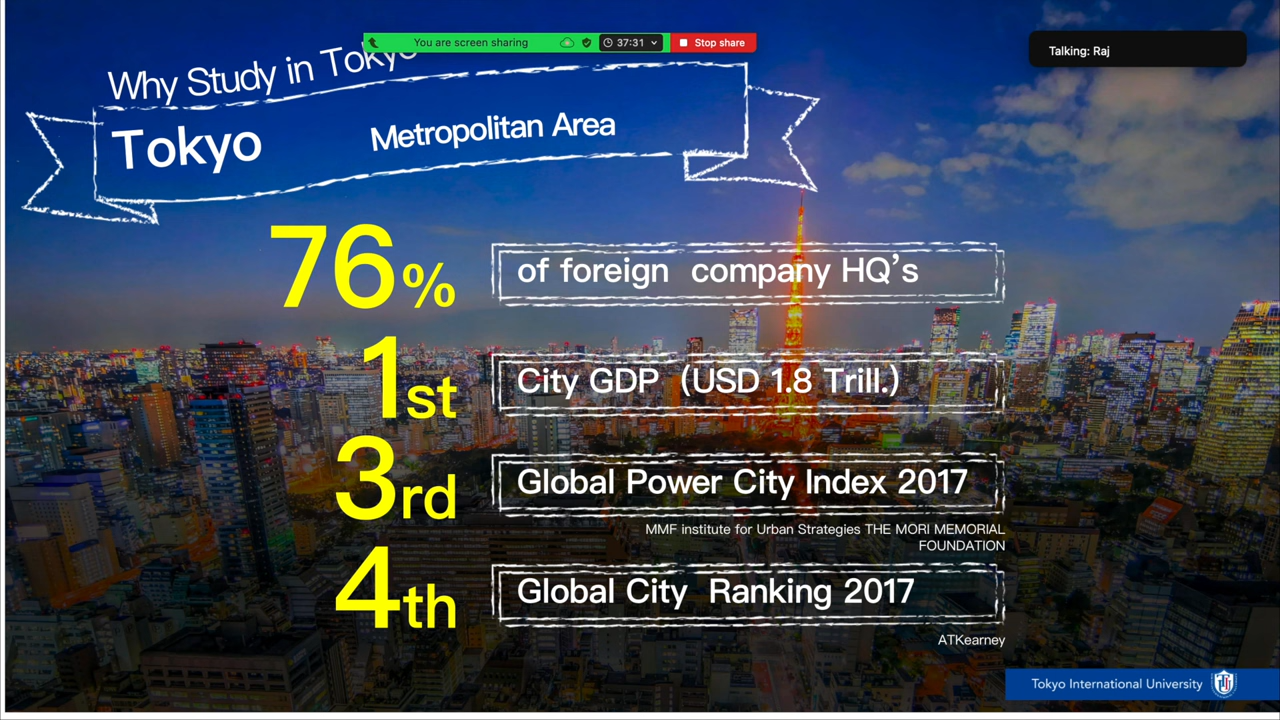 You are screen sharing
37:31
Stop share
Talking: Raj
Why Study in Tokyo
Tokyo Metropolitan Area
76% of foreign company HQ's
1st City GDP (USD 1.8 Trill.)
3rd Global Power City Index 2017
MMF institute for Urban Strategies THE MORI MEMORIAL
FOUNDATION
4th Global City Ranking 2017
ATKearney
Tokyo International University